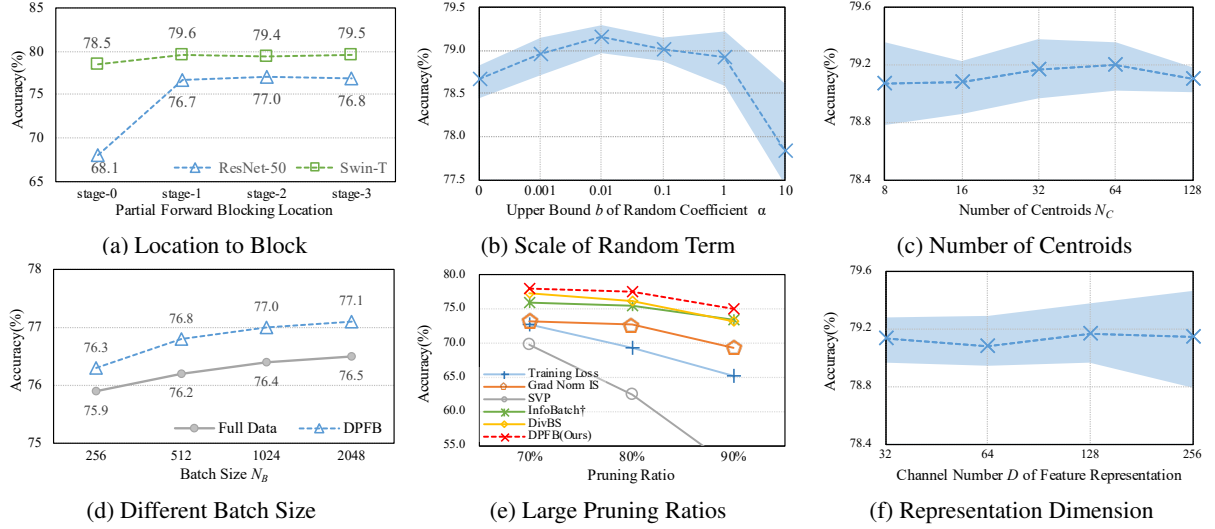 85
80
75
70
65
Accuracy(%)
78.5
79.6
79.4
79.5
68.1
76.7
77.0
76.8
ResNet-50
Swin-T
stage-0
stage-1
stage-2
stage-3
Partial Forward Blocking Location
(a) Location to Block
79.5
79.0
78.5
78.0
77.5
Accuracy(%)
0
0.001
0.01
0.1
1
10
Upper Bound b of Random Coefficient α
(b) Scale of Random Term
79.6
79.2
78.8
78.4
Accuracy(%)
8
16
32
64
128
Number of Centroids N_C
(c) Number of Centroids
78
77
76
75
Accuracy(%)
76.3
76.8
77.0
77.1
75.9
76.2
76.4
76.5
Full Data
DPFB
256
512
1024
2048
Batch Size N_B
(d) Different Batch Size
80.0
75.0
70.0
65.0
60.0
55.0
Accuracy(%)
Training Loss
Grad Norm IS
SVP
InfoBatch†
DivBS
DPFB(Ours)
70%
80%
90%
Pruning Ratio
(e) Large Pruning Ratios
79.6
79.2
78.8
78.4
Accuracy(%)
32
64
128
256
Channel Number D of Feature Representation
(f) Representation Dimension